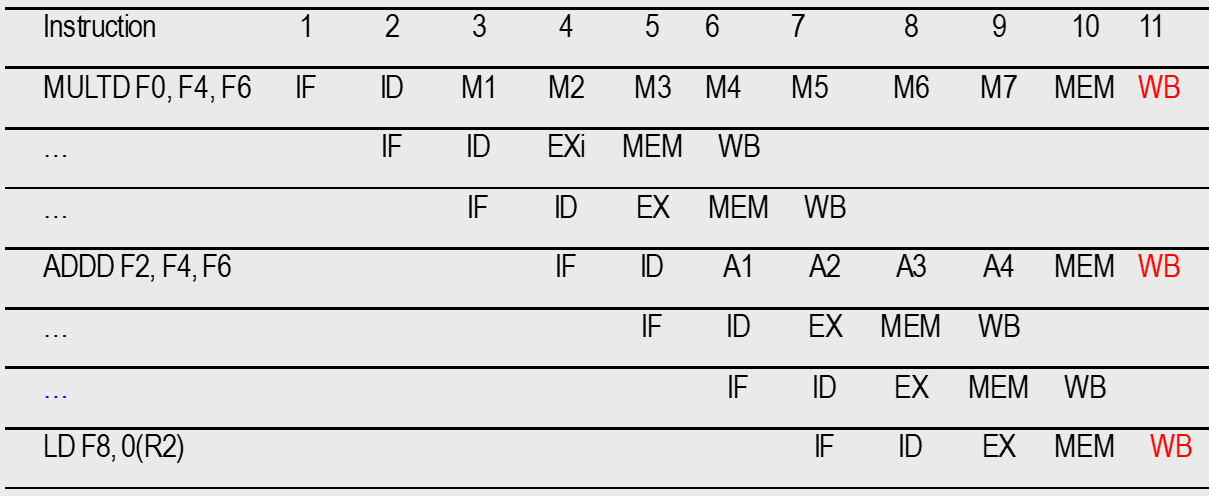 Instruction 1 2 3 4 5 6 7 8 9 10 11
MULTD F0, F4, F6 IF ID M1 M2 M3 M4 M5 M6 M7 MEM WB
… IF ID EXi MEM WB
… IF ID EX MEM WB
ADDD F2, F4, F6 IF ID A1 A2 A3 A4 MEM WB
… IF ID EX MEM WB
… IF ID EX MEM WB
LD F8, 0(R2) IF ID EX MEM WB